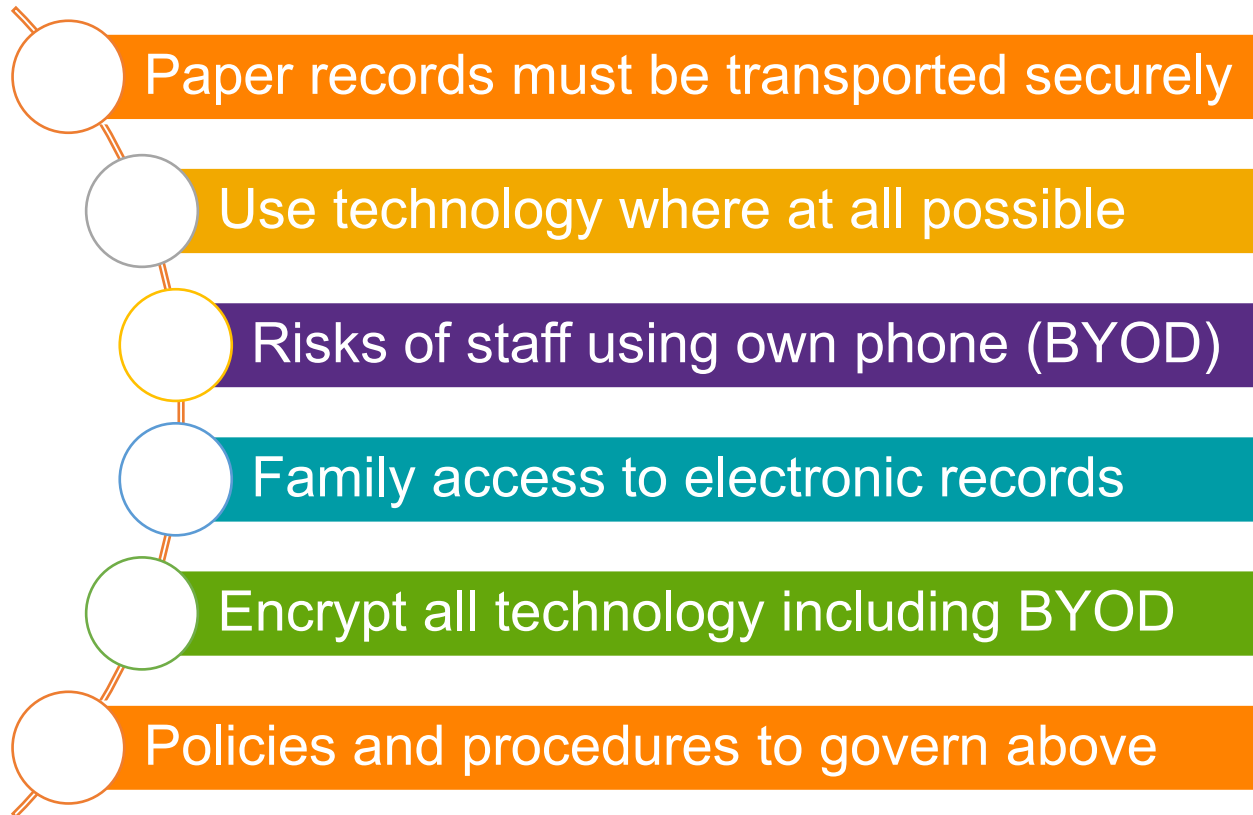 Paper records must be transported securely
Use technology where at all possible
Risks of staff using own phone (BYOD)
Family access to electronic records
Encrypt all technology including BYOD
Policies and procedures to govern above